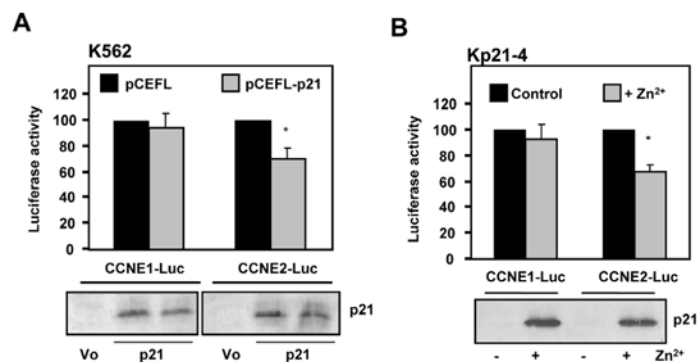 A
K562
pCEFL
pCEFL-p21
Luciferase activity
100
80
60
40
20
0
*
CCNE1-Luc
CCNE2-Luc
p21
Vo
p21
Vo
p21
B
Kp21-4
Control
+ Zn²⁺
Luciferase activity
100
80
60
40
20
0
*
CCNE1-Luc
CCNE2-Luc
p21
- + - + Zn²⁺